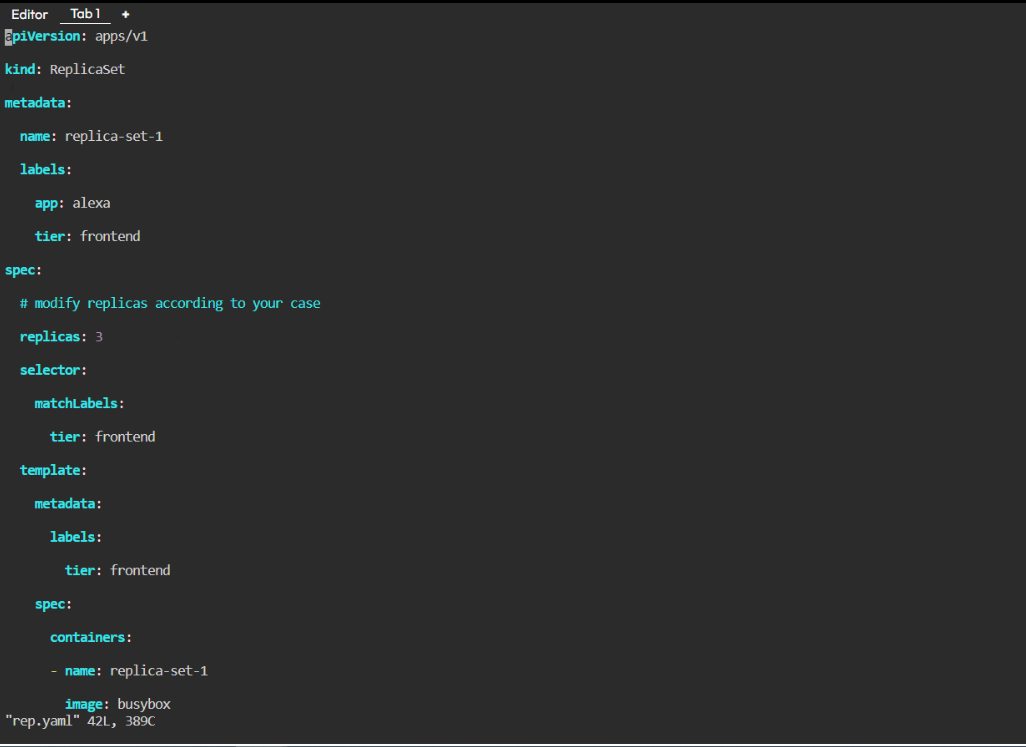 Editor Tab 1 +
apiVersion: apps/v1
kind: ReplicaSet
metadata:
  name: replica-set-1
  labels:
    app: alexa
    tier: frontend
spec:
  # modify replicas according to your case
  replicas: 3
  selector:
    matchLabels:
      tier: frontend
  template:
    metadata:
      labels:
        tier: frontend
    spec:
      containers:
      - name: replica-set-1
        image: busybox
"rep.yaml" 42L, 389C